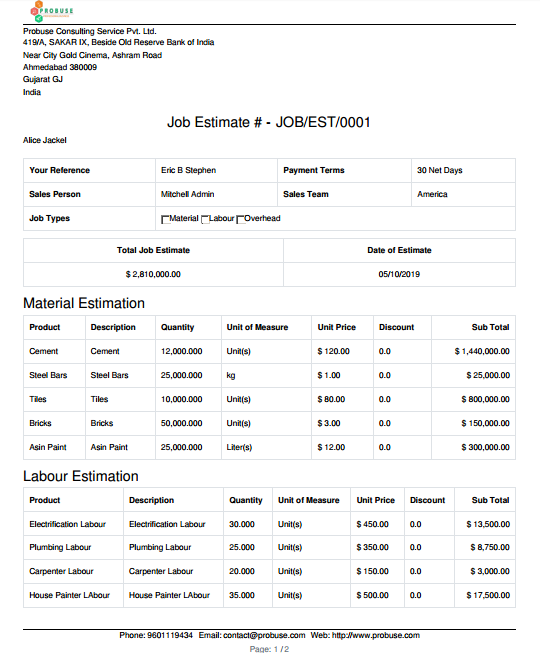 PROBUSE
Probuse Consulting Service Pvt. Ltd.
419/A, SAKAR IX, Beside Old Reserve Bank of India
Near City Gold Cinema, Ashram Road
Ahmedabad 380009
Gujarat GJ
India
Job Estimate # - JOB/EST/0001
Alice Jackel
Your Reference Eric B Stephen Payment Terms 30 Net Days
Sales Person Mitchell Admin Sales Team America
Job Types Material Labour Overhead
Total Job Estimate Date of Estimate
$ 2,810,000.00 05/10/2019
Material Estimation
Product Description Quantity Unit of Measure Unit Price Discount Sub Total
Cement Cement 12,000.000 Unit(s) $ 120.00 0.0 $ 1,440,000.00
Steel Bars Steel Bars 25,000.000 kg $ 1.00 0.0 $ 25,000.00
Tiles Tiles 10,000.000 Unit(s) $ 80.00 0.0 $ 800,000.00
Bricks Bricks 50,000.000 Unit(s) $ 3.00 0.0 $ 150,000.00
Asin Paint Asin Paint 25,000.000 Liter(s) $ 12.00 0.0 $ 300,000.00
Labour Estimation
Product Description Quantity Unit of Measure Unit Price Discount Sub Total
Electrification Labour Electrification Labour 30.000 Unit(s) $ 450.00 0.0 $ 13,500.00
Plumbing Labour Plumbing Labour 25.000 Unit(s) $ 350.00 0.0 $ 8,750.00
Carpenter Labour Carpenter Labour 20.000 Unit(s) $ 150.00 0.0 $ 3,000.00
House Painter LAbour House Painter LAbour 35.000 Unit(s) $ 500.00 0.0 $ 17,500.00
Phone: 9601119434 Email: contact@probuse.com Web: http://www.probuse.com
Page: 1 / 2